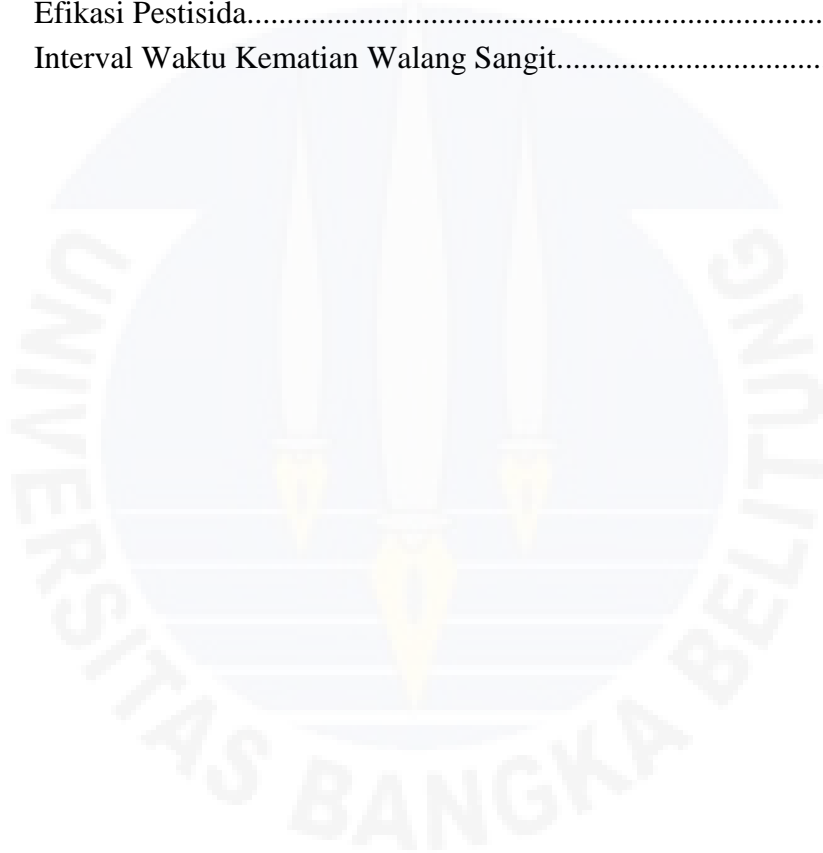 Efikasi Pestisida.....................................................................
Interval Waktu Kematian Walang Sangit................................
UNIVERSITAS BANGKA BELITUNG